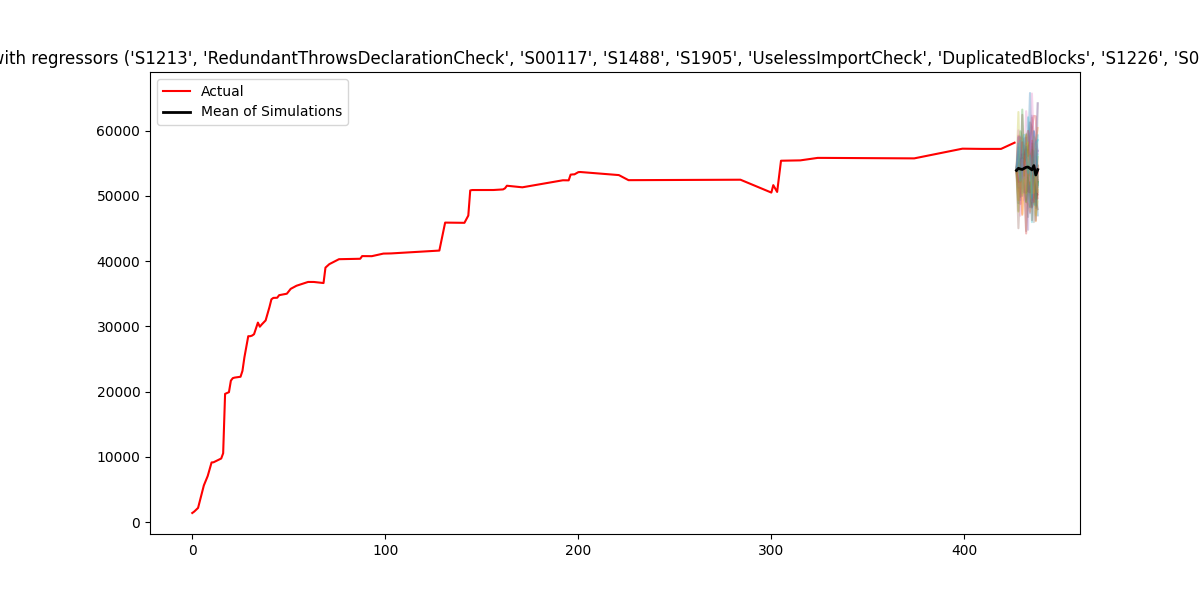 with regressors ('S1213', 'RedundantThrowsDeclarationCheck', 'S00117', 'S1488', 'S1905', 'UselessImportCheck', 'DuplicatedBlocks', 'S1226', 'S0
Actual
Mean of Simulations
60000
50000
40000
30000
20000
10000
0
0 100 200 300 400